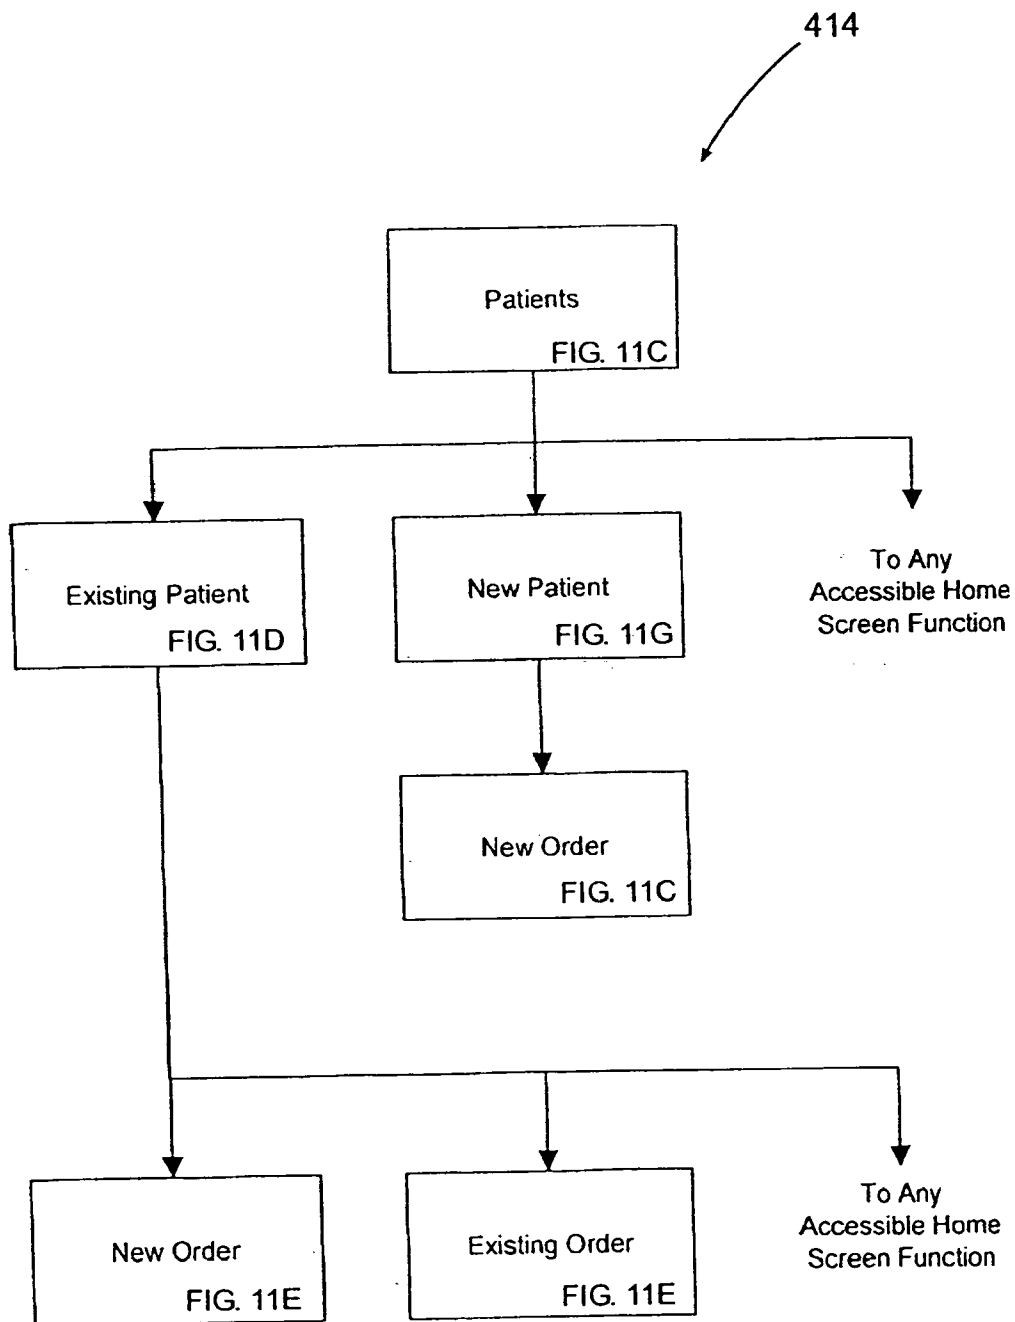 414
Patients
FIG. 11C
Existing Patient
FIG. 11D
New Patient
FIG. 11G
To Any
Accessible Home
Screen Function
New Order
FIG. 11C
New Order
FIG. 11E
Existing Order
FIG. 11E
To Any
Accessible Home
Screen Function